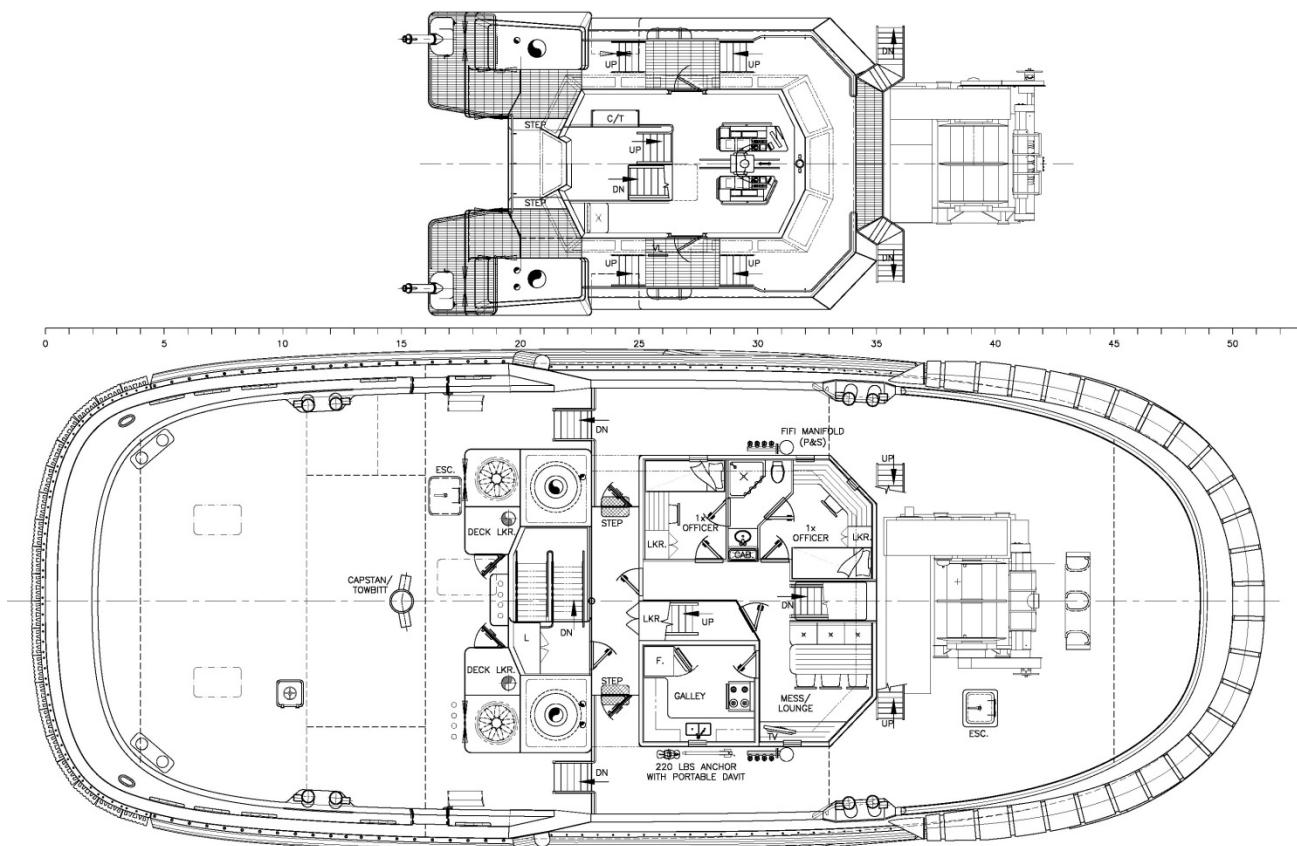 DN
UP
UP
STEP
C/T
UP
DN
STEP
X
VL
UP
UP
DN
0 5 10 15 20 25 30 35 40 45 50
DN
FIFI MANIFOLD
(P&S)
ESC.
UP
DECK LKR.
STEP
1x
OFFICER
1x
OFFICER
LKR.
LKR.
CAB.
CAPSTAN/
TOWBITT
DN
DN
LKR.
UP
L
F.
DECK LKR.
STEP
GALLEY
MESS/
LOUNGE
UP
ESC.
TV
DN
220 LBS ANCHOR
WITH PORTABLE DAVIT